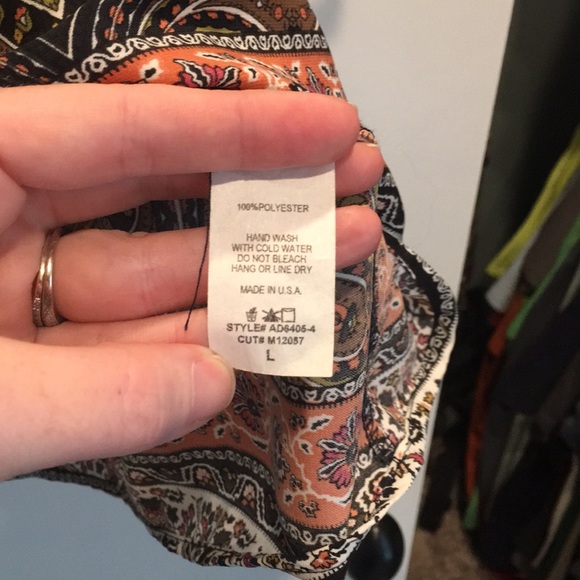 100%POLYESTER
HAND WASH
WITH COLD WATER
DO NOT BLEACH
HANG OR LINE DRY
MADE IN U.S.A.
STYLE# AD6405-4
CUT# M12057
L